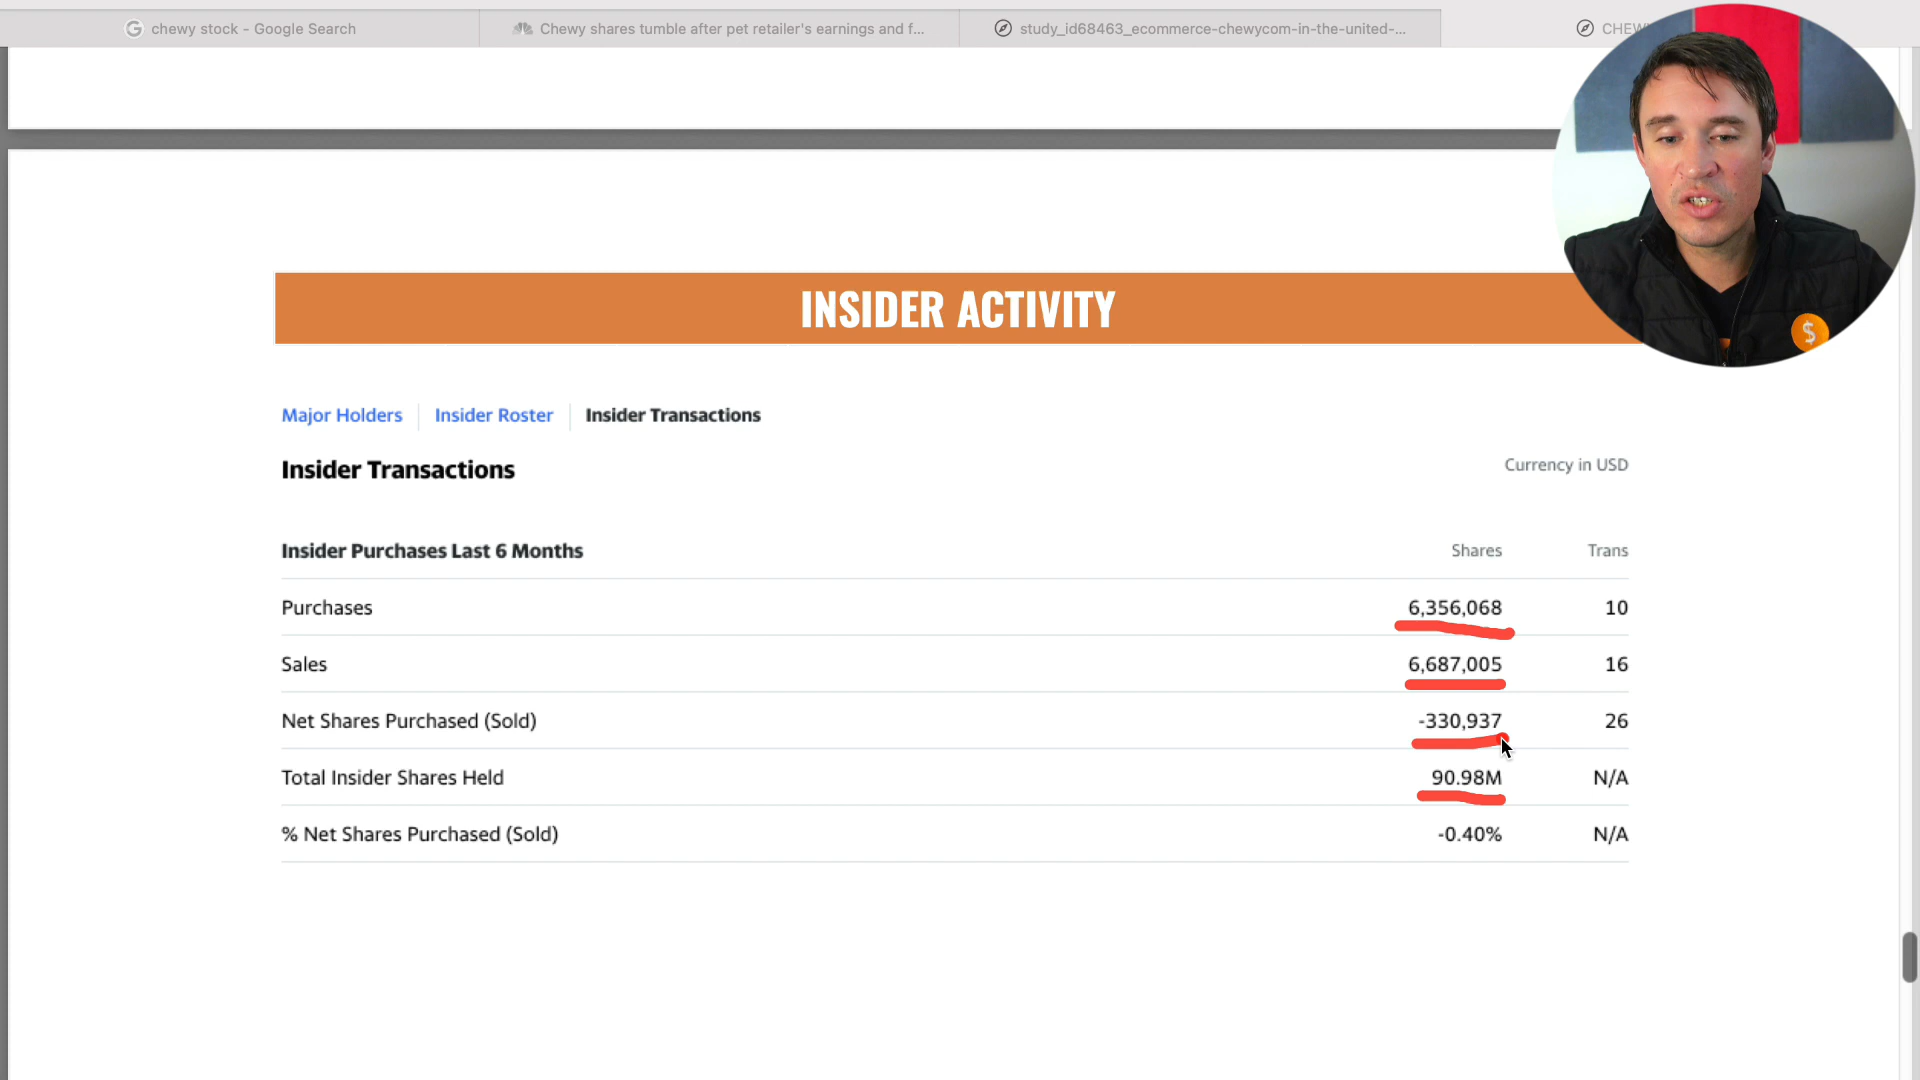 chewy stock - Google Search
Chewy shares tumble after pet retailer's earnings and f...
study_id68463_ecommerce-chewycom-in-the-united-...
CHEW
INSIDER ACTIVITY
Major Holders Insider Roster Insider Transactions
Insider Transactions Currency in USD
Insider Purchases Last 6 Months Shares Trans
Purchases 6,356,068 10
Sales 6,687,005 16
Net Shares Purchased (Sold) -330,937 26
Total Insider Shares Held 90.98M N/A
% Net Shares Purchased (Sold) -0.40% N/A
$